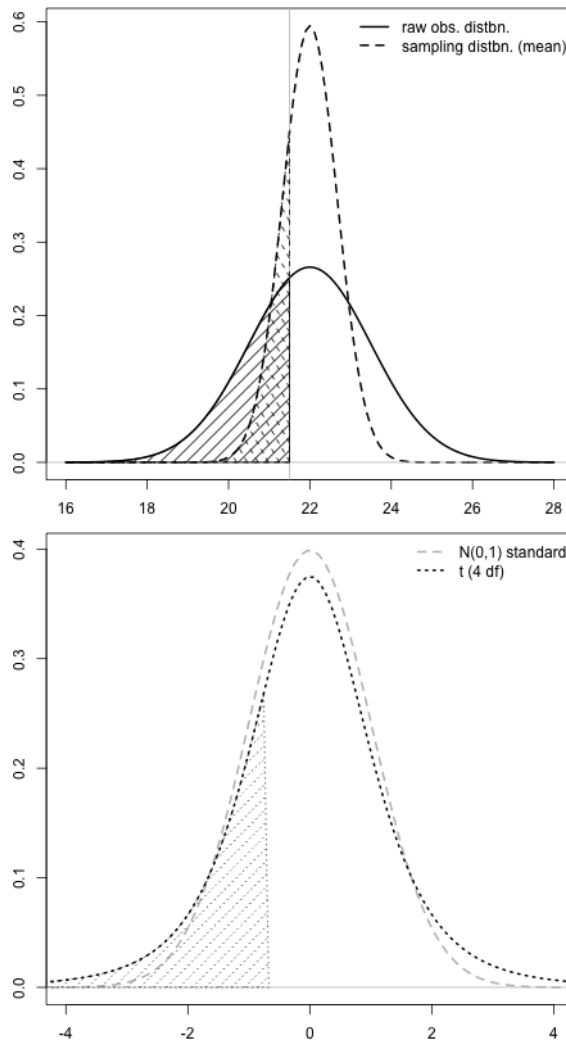 0.6
raw obs. distbn.
sampling distbn. (mean)
0.5
0.4
0.3
0.2
0.1
0.0
16 18 20 22 24 26 28
0.4
N(0,1) standard
t (4 df)
0.3
0.2
0.1
0.0
-4 -2 0 2 4